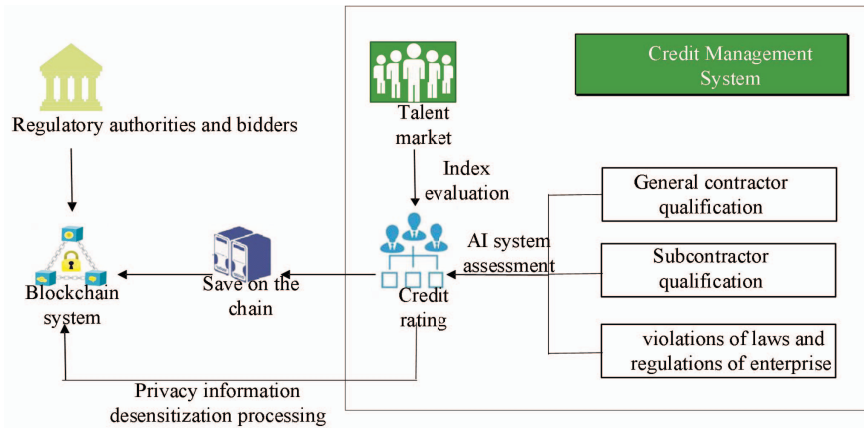 Credit Management
System
Regulatory authorities and bidders
Talent
market
Index
evaluation
General contractor
qualification
AI system
assessment
Subcontractor
qualification
Blockchain
system
Save on the
chain
Credit
rating
violations of laws and
regulations of enterprise
Privacy information
desensitization processing